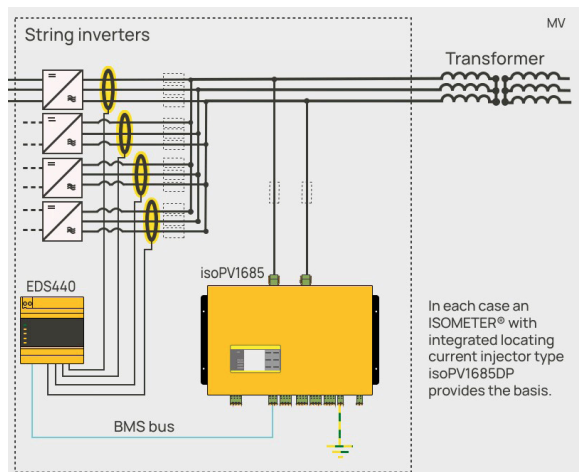 MV
String inverters
Transformer
isoPV1685
EDS440
In each case an
ISOMETER® with
integrated locating
current injector type
isoPV1685DP
provides the basis.
BMS bus